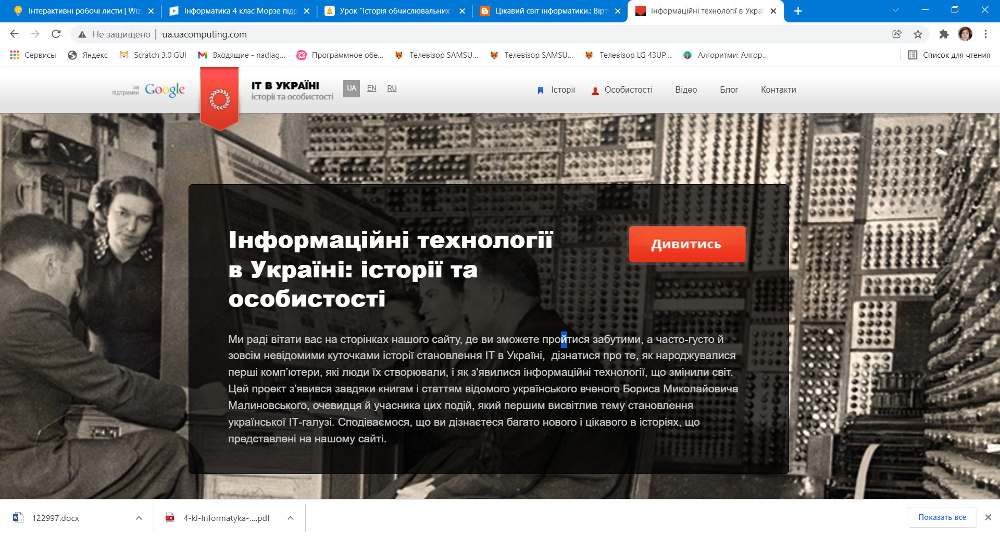 Інтерактивні робочі листи | Wiz
Інформатика 4 клас Морзе підр
Урок "Історія обчислювальних т
Цікавий світ інформатики.: Вірту
Інформаційні технології в Украї
Не защищено
ua.uacomputing.com
Сервисы
Яндекс
Scratch 3.0 GUI
Входящие - nadiag...
Программное обе...
Телевізор SAMSU...
Телевізор SAMSU...
Телевізор LG 43UP...
Алгоритми: Алгор...
Список для чтения
за
підтримки
Google
ІТ В УКРАЇНІ
історії та особистості
UA
EN
RU
Історії
Особистості
Відео
Блог
Контакти
Інформаційні технології
в Україні: історії та
особистості
Дивитись
Ми раді вітати вас на сторінках нашого сайту, де ви зможете пройтися забутими, а часто-густо й
зовсім невідомими куточками історії становлення ІТ в Україні,  дізнатися про те, як народжувалися
перші комп’ютери, які люди їх створювали, і як з'явилися інформаційні технології, що змінили світ.
Цей проект з'явився завдяки книгам і статтям відомого українського вченого Бориса Миколайовича
Малиновського, очевидця й учасника цих подій, який першим висвітлив тему становлення
української ІТ-галузі. Сподіваємося, що ви дізнаєтеся багато нового і цікавого в історіях, що
представлені на нашому сайті.
122997.docx
4-kl-Informatyka-....pdf
Показать все